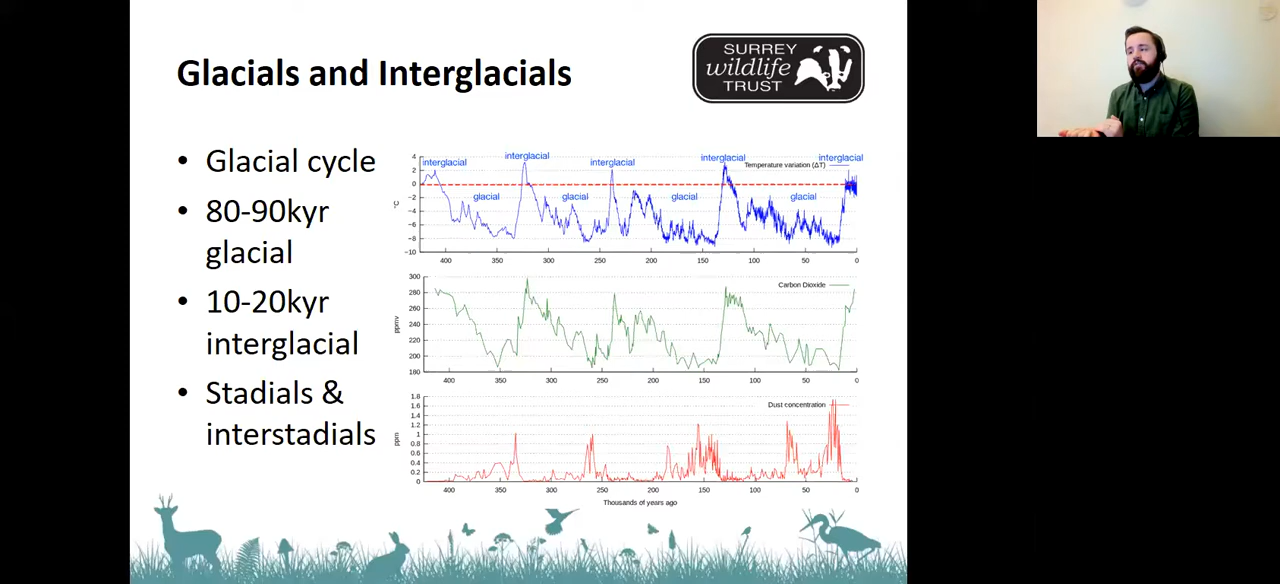 Glacials and Interglacials
SURREY
wildlife
TRUST
• Glacial cycle
• 80-90kyr
glacial
• 10-20kyr
interglacial
• Stadials &
interstadials
interglacial
interglacial
interglacial
interglacial
interglacial
Temperature variation (ΔT)
glacial
glacial
glacial
glacial
°C
4
2
0
−2
−4
−6
−8
−10
400 350 300 250 200 150 100 50 0
Carbon Dioxide
ppmv
300
280
260
240
220
200
180
400 350 300 250 200 150 100 50 0
Dust concentration
ppm
1.8
1.6
1.4
1.2
1
0.8
0.6
0.4
0.2
0
400 350 300 250 200 150 100 50 0
Thousands of years ago